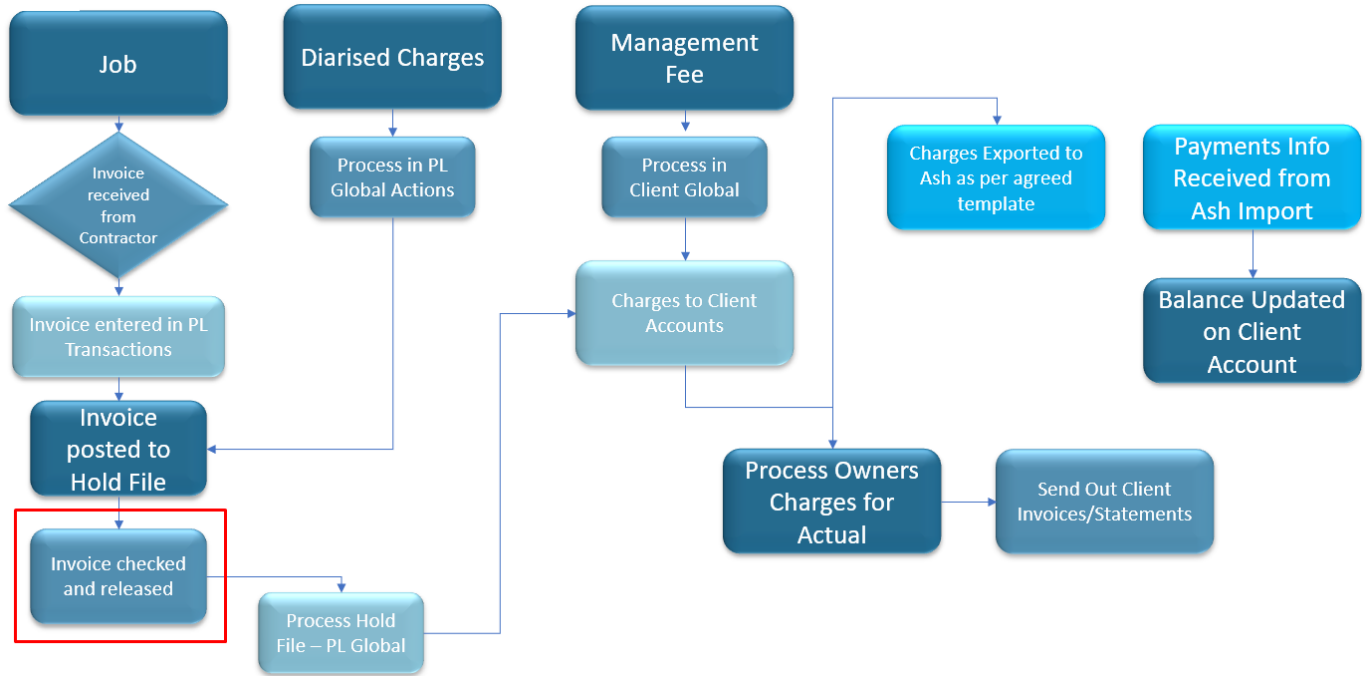 Job
Diarised Charges
Management
Fee
Invoice
received
from
Contractor
Process in PL
Global Actions
Process in
Client Global
Charges Exported to
Ash as per agreed
template
Payments Info
Received from
Ash Import
Invoice entered in PL
Transactions
Charges to Client
Accounts
Balance Updated
on Client
Account
Invoice
posted to
Hold File
Process Owners
Charges for
Actual
Send Out Client
Invoices/Statements
Invoice checked
and released
Process Hold
File – PL Global